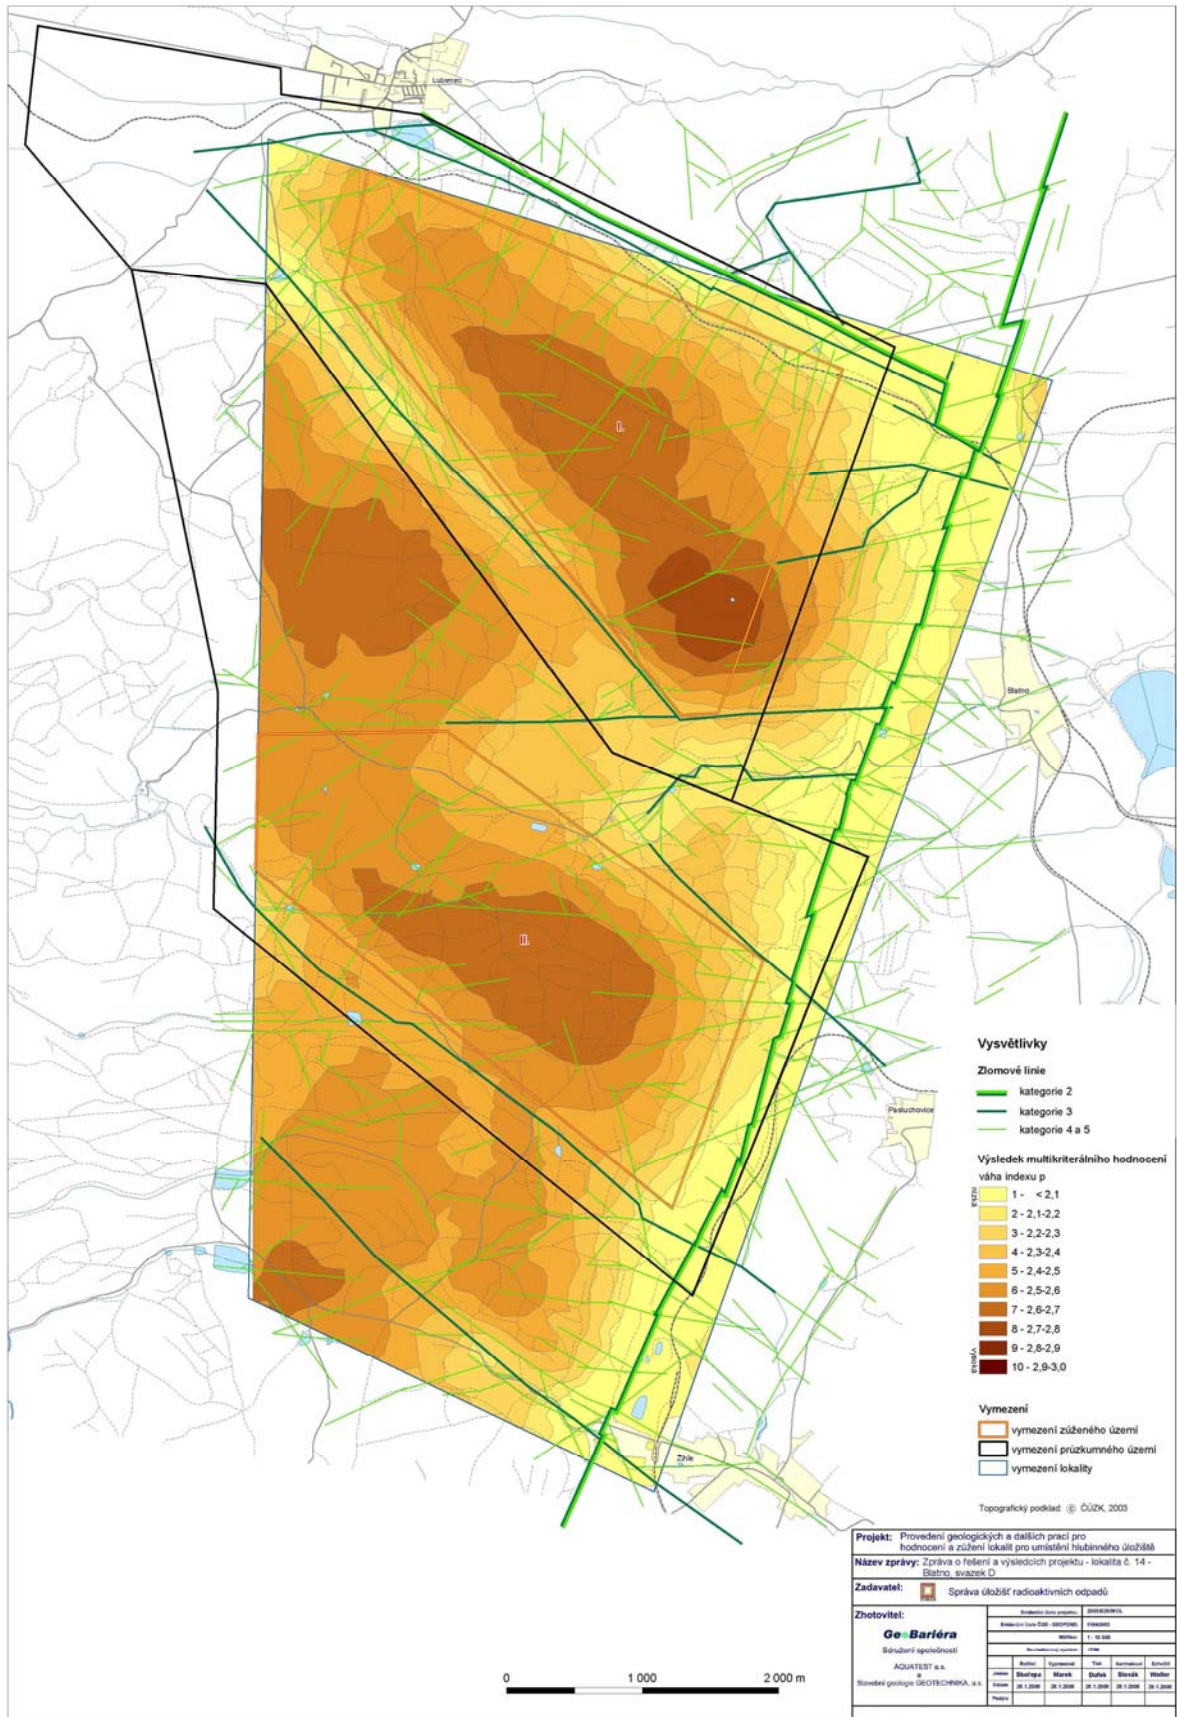 Lubenec
I.
Blatno
II.
Pastuchovice
Žihle
Vysvětlivky
Zlomové linie
kategorie 2
kategorie 3
kategorie 4 a 5
Výsledek multikriterálního hodnocení
váha indexu p
nízká
1 - < 2,1
2 - 2,1-2,2
3 - 2,2-2,3
4 - 2,3-2,4
5 - 2,4-2,5
6 - 2,5-2,6
7 - 2,6-2,7
8 - 2,7-2,8
9 - 2,8-2,9
10 - 2,9-3,0
vysoká
Vymezení
vymezení zúženého území
vymezení průzkumného území
vymezení lokality
Topografický podklad: © ČÚZK, 2003
0 1 000 2 000 m
Projekt: Provedení geologických a dalších prací pro
hodnocení a zúžení lokalit pro umístění hlubinného úložiště
Název zprávy: Zpráva o řešení a výsledcích projektu - lokalita č. 14 -
Blatno, svazek D
Zadavatel: Správa úložišť radioaktivních odpadů
Zhotovitel:
GeoBariéra
Sdružení společností
AQUATEST a.s.
a
Stavební geologie GEOTECHNIKA, a.s.
Skořepa Marek Slovák Weller